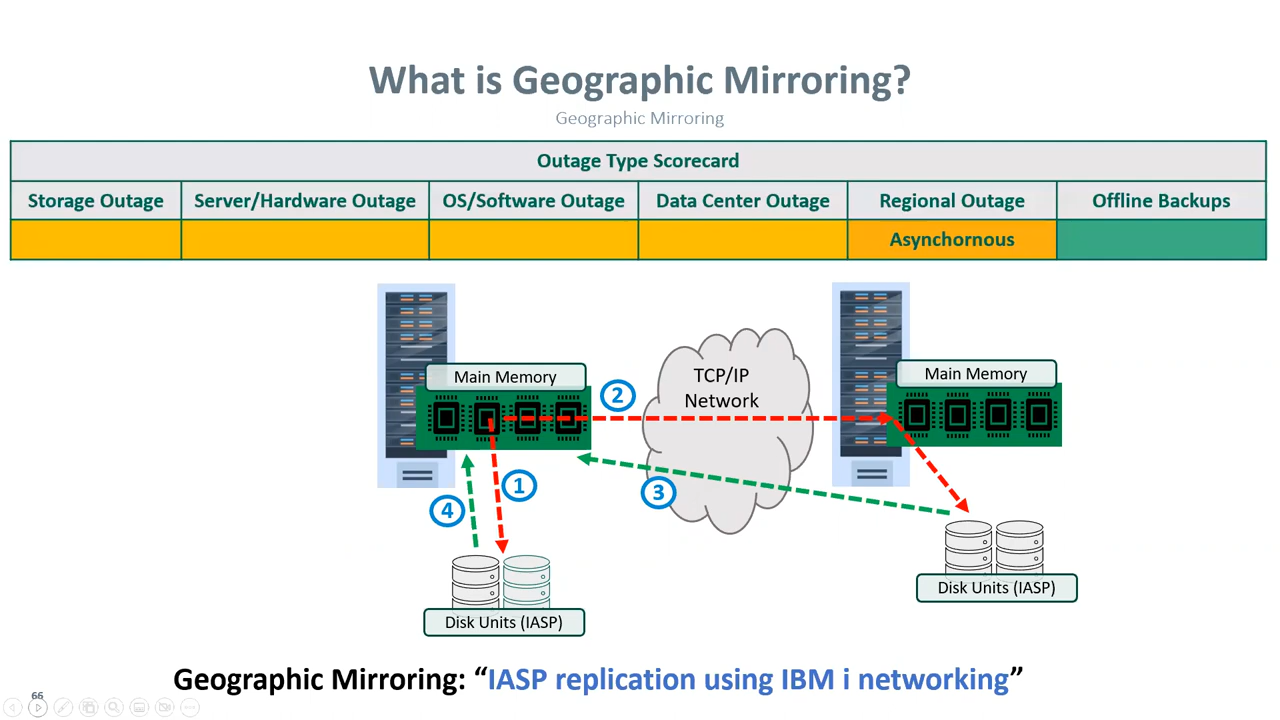 What is Geographic Mirroring?
Geographic Mirroring
Outage Type Scorecard
Storage Outage
Server/Hardware Outage
OS/Software Outage
Data Center Outage
Regional Outage
Offline Backups
Asynchornous
Main Memory
TCP/IP
Network
Main Memory
2
1
3
4
Disk Units (IASP)
Disk Units (IASP)
Geographic Mirroring: “IASP replication using IBM i networking”
66